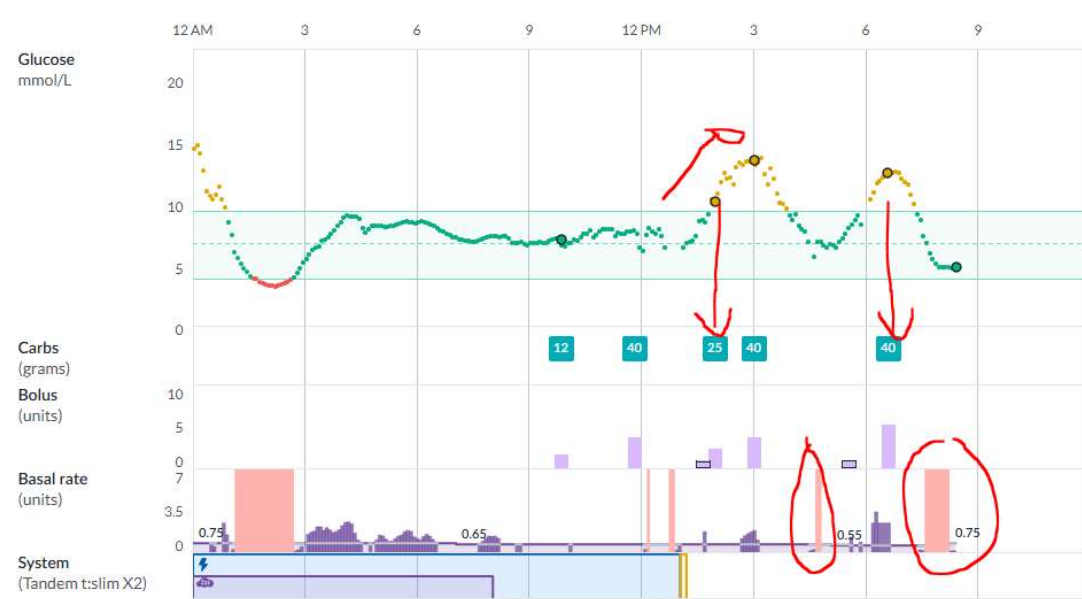 12 AM 3 6 9 12 PM 3 6 9
Glucose
mmol/L
20
15
10
5
0
Carbs
(grams)
12 40 25 40 40
Bolus
(units)
10
5
0
Basal rate
(units)
7
3.5
0
0.75 0.65 0.55 0.75
System
(Tandem t:slim X2)